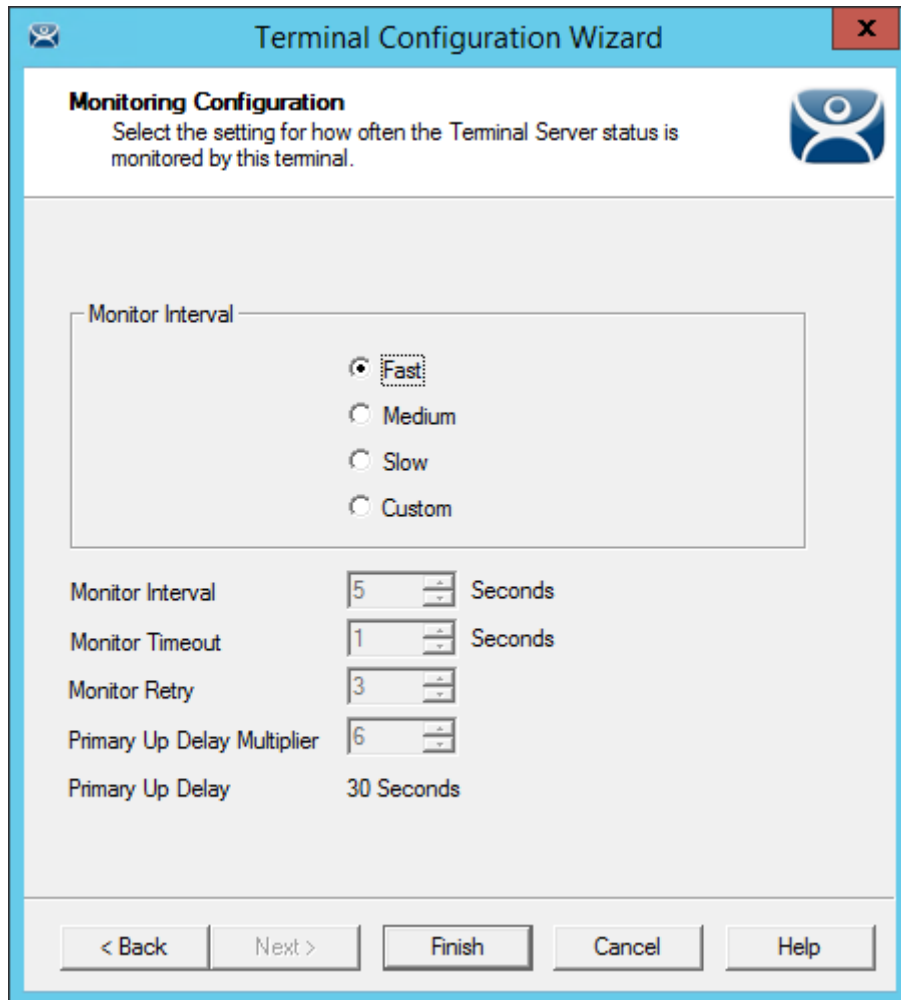 Terminal Configuration Wizard
x
Monitoring Configuration
Select the setting for how often the Terminal Server status is
monitored by this terminal.
Monitor Interval
Fast
Medium
Slow
Custom
Monitor Interval 5 Seconds
Monitor Timeout 1 Seconds
Monitor Retry 3
Primary Up Delay Multiplier 6
Primary Up Delay 30 Seconds
< Back Next > Finish Cancel Help